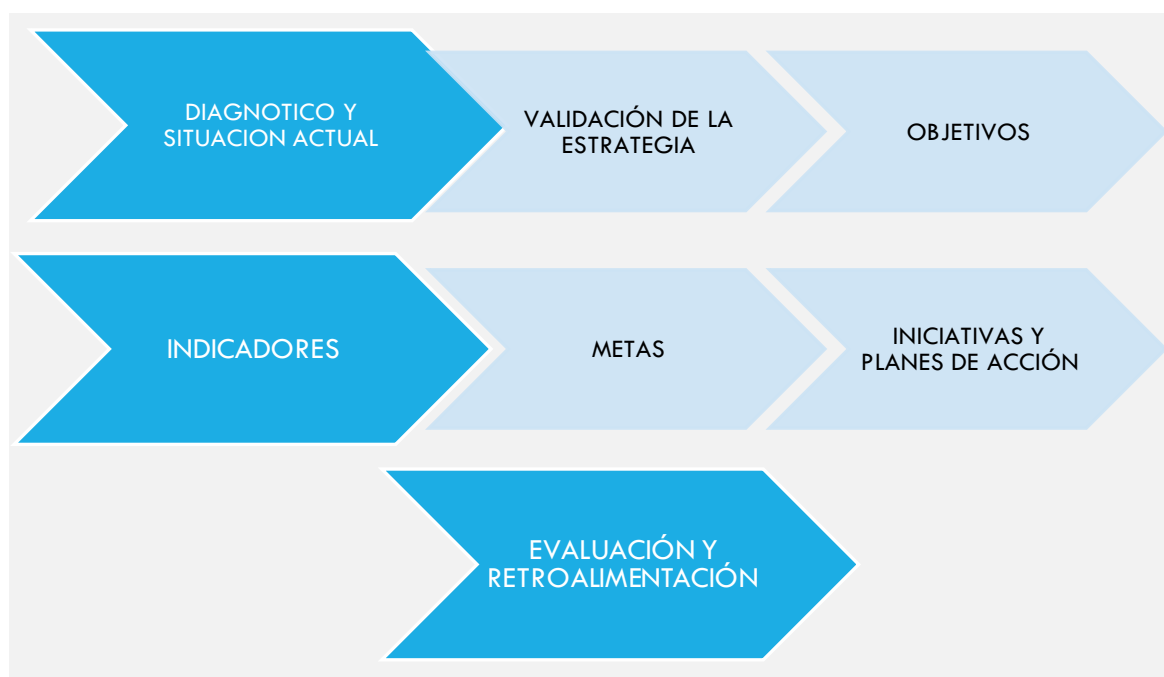 DIAGNOTICO Y
SITUACION ACTUAL
VALIDACIÓN DE LA
ESTRATEGIA
OBJETIVOS
INDICADORES
METAS
INICIATIVAS Y
PLANES DE ACCIÓN
EVALUACIÓN Y
RETROALIMENTACIÓN